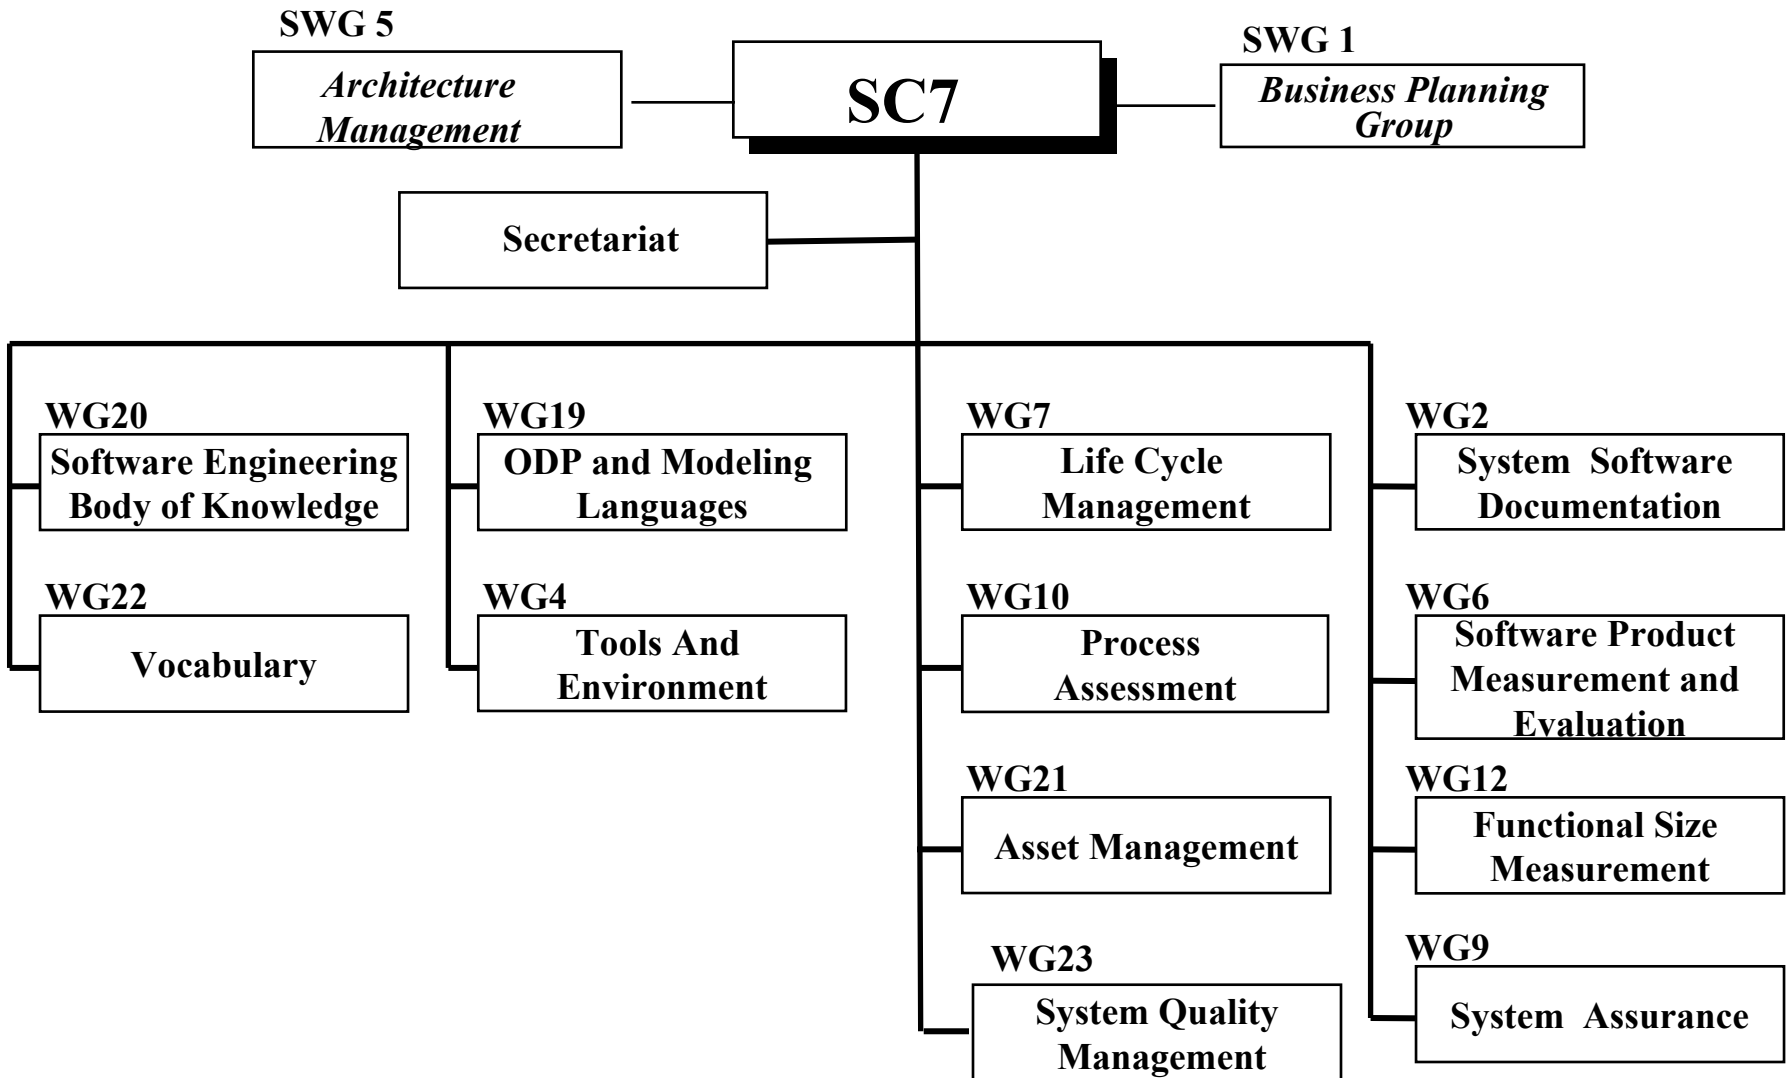 SWG 5
Architecture
Management
SC7
SWG 1
Business Planning
Group
Secretariat
WG20
Software Engineering
Body of Knowledge
WG19
ODP and Modeling
Languages
WG7
Life Cycle
Management
WG2
System Software
Documentation
WG22
Vocabulary
WG4
Tools And
Environment
WG10
Process
Assessment
WG6
Software Product
Measurement and
Evaluation
WG21
Asset Management
WG12
Functional Size
Measurement
WG23
System Quality
Management
WG9
System Assurance